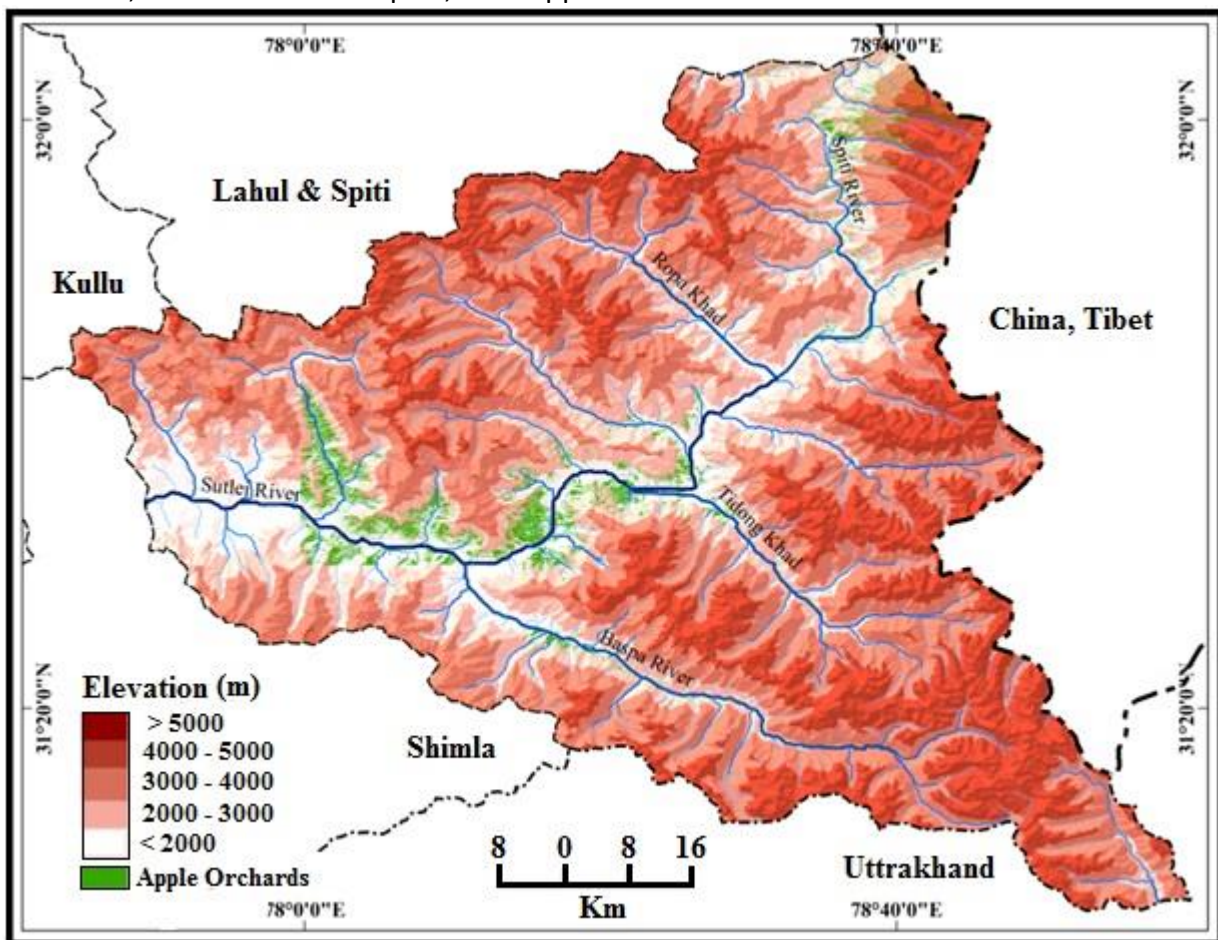 78°0'0"E
78°40'0"E
32°0'0"N
32°0'0"N
Lahul & Spiti
Spiti River
Kullu
Ropa Khad
China, Tibet
Sutlej River
Tidong Khad
Baspa River
Elevation (m)
> 5000
4000 - 5000
3000 - 4000
2000 - 3000
< 2000
Apple Orchards
31°20'0"N
31°20'0"N
Shimla
8 0 8 16
Km
Uttrakhand
78°0'0"E
78°40'0"E